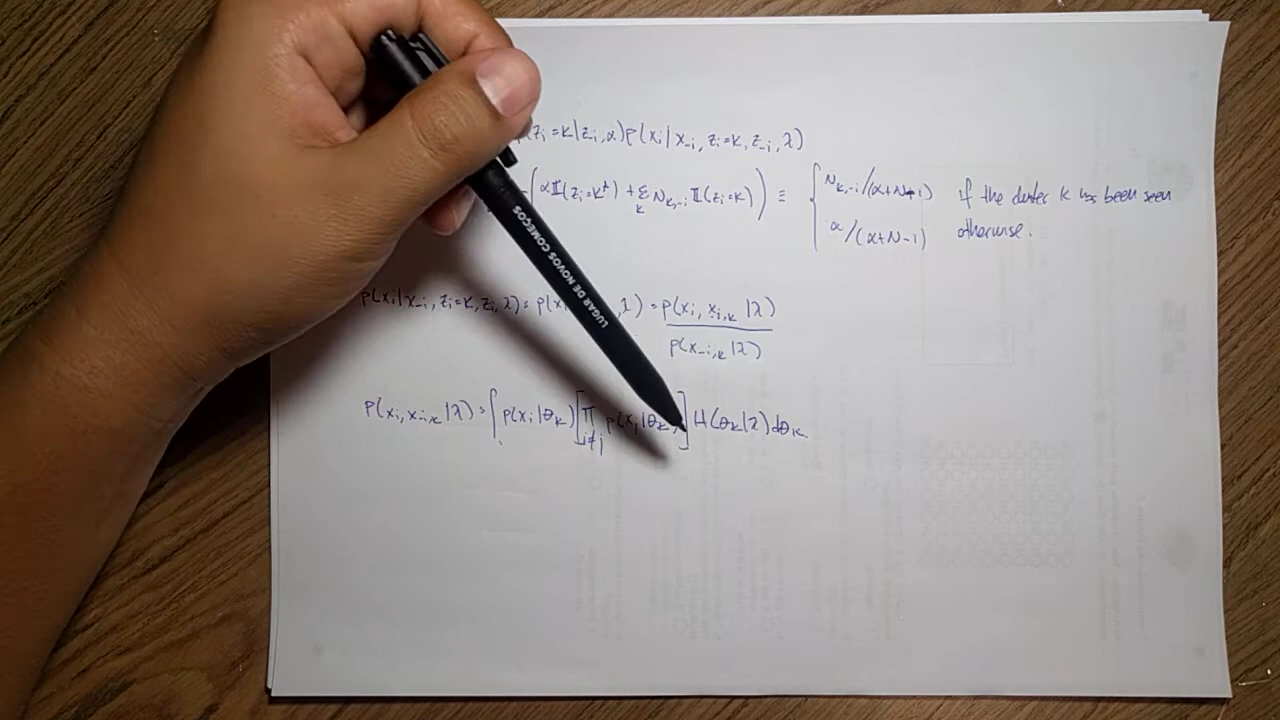 (zᵢ=k|z₋ᵢ,α)p(xᵢ|x₋ᵢ, zᵢ=k, z₋ᵢ, λ)
(α𝕀(zᵢ=k*) + Σₖ Nₖ,₋ᵢ 𝕀(zᵢ=k)) ≡ { Nₖ,₋ᵢ/(α+N-1) if the cluster k has been seen
α/(α+N-1) otherwise.
p(xᵢ|x₋ᵢ, zᵢ=k, zᵢ, λ) = p(x , λ) = p(xᵢ, x₋ᵢ,ₖ |λ)
p(x₋ᵢ,ₖ|λ)
p(xᵢ, x₋ᵢ,ₖ|λ) = ∫ p(xᵢ|θₖ)[∏ i≠j p(xⱼ|θₖ)] H(θₖ|λ)dθₖ.
LUGAR DE NOVOS COMEÇOS